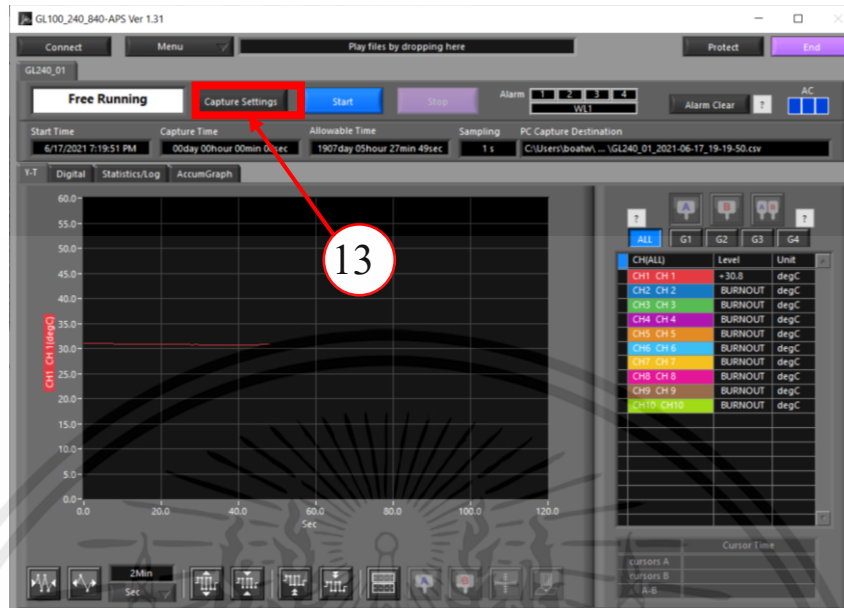 GL100_240_840-APS Ver 1.31
Connect Menu Play files by dropping here Protect End
GL240_01
Free Running Capture Settings Start Stop Alarm 1 2 3 4 WL1 Alarm Clear ? AC
Start Time Capture Time Allowable Time Sampling PC Capture Destination
6/17/2021 7:19:51 PM 00day 00hour 00min 1907day 05hour 27min 49sec 1 s C:\Users\boatw\ ... \GL240_01_2021-06-17_19-19-50.csv
Y-T Digital Statistics/Log AccumGraph
13
60.0
55.0
50.0
45.0
40.0
35.0
30.0
25.0
20.0
15.0
10.0
5.0
0.0
CH1 CH 1(degC)
0.0 20.0 40.0 60.0 80.0 100.0 120.0
Sec
? A B A B ?
ALL G1 G2 G3 G4
CH(ALL) Level Unit
CH1 CH 1 +30.8 degC
CH2 CH 2 BURNOUT degC
CH3 CH 3 BURNOUT degC
CH4 CH 4 BURNOUT degC
CH5 CH 5 BURNOUT degC
CH6 CH 6 BURNOUT degC
CH7 CH 7 BURNOUT degC
CH8 CH 8 BURNOUT degC
CH9 CH 9 BURNOUT degC
CH10 CH10 BURNOUT degC
Cursor Time
cursors A
cursors B
A-B
2Min
Sec
A B